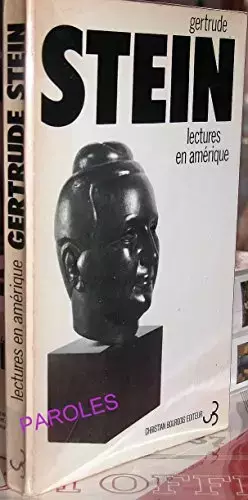 gertrude
STEIN
lectures
en amérique
lectures en amérique GERTRUDE STEIN
PAROLES
CHRISTIAN BOURGOIS EDITEUR